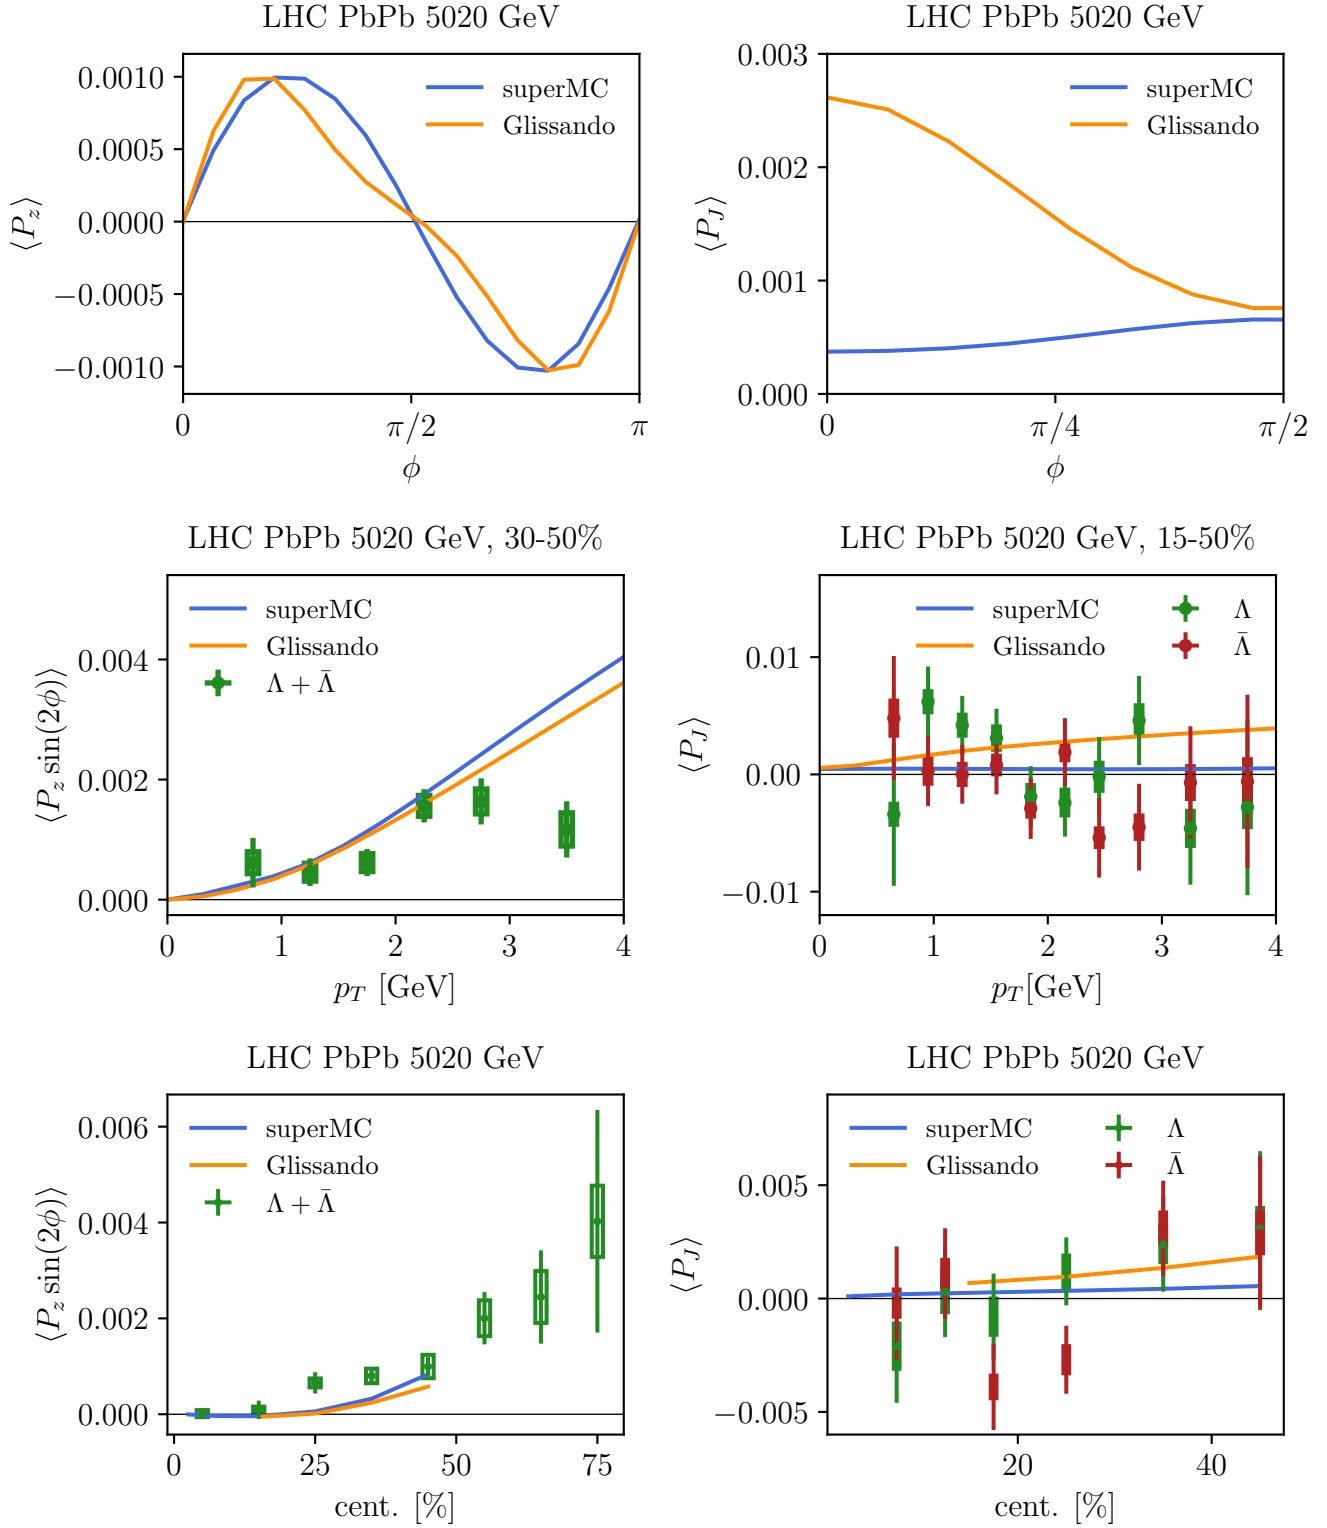 LHC PbPb 5020 GeV
0.0010
0.0005
0.0000
−0.0005
−0.0010
⟨P_z⟩
superMC
Glissando
0
π/2
π
ϕ
LHC PbPb 5020 GeV
0.003
0.002
0.001
0.000
⟨P_J⟩
superMC
Glissando
0
π/4
π/2
ϕ
LHC PbPb 5020 GeV, 30-50%
0.004
0.002
0.000
⟨P_z sin(2ϕ)⟩
superMC
Glissando
Λ + Λ̄
0
1
2
3
4
p_T [GeV]
LHC PbPb 5020 GeV, 15-50%
0.01
0.00
−0.01
⟨P_J⟩
superMC
Glissando
Λ
Λ̄
0
1
2
3
4
p_T[GeV]
LHC PbPb 5020 GeV
0.006
0.004
0.002
0.000
⟨P_z sin(2ϕ)⟩
superMC
Glissando
Λ + Λ̄
0
25
50
75
cent. [%]
LHC PbPb 5020 GeV
0.005
0.000
−0.005
⟨P_J⟩
superMC
Glissando
Λ
Λ̄
20
40
cent. [%]